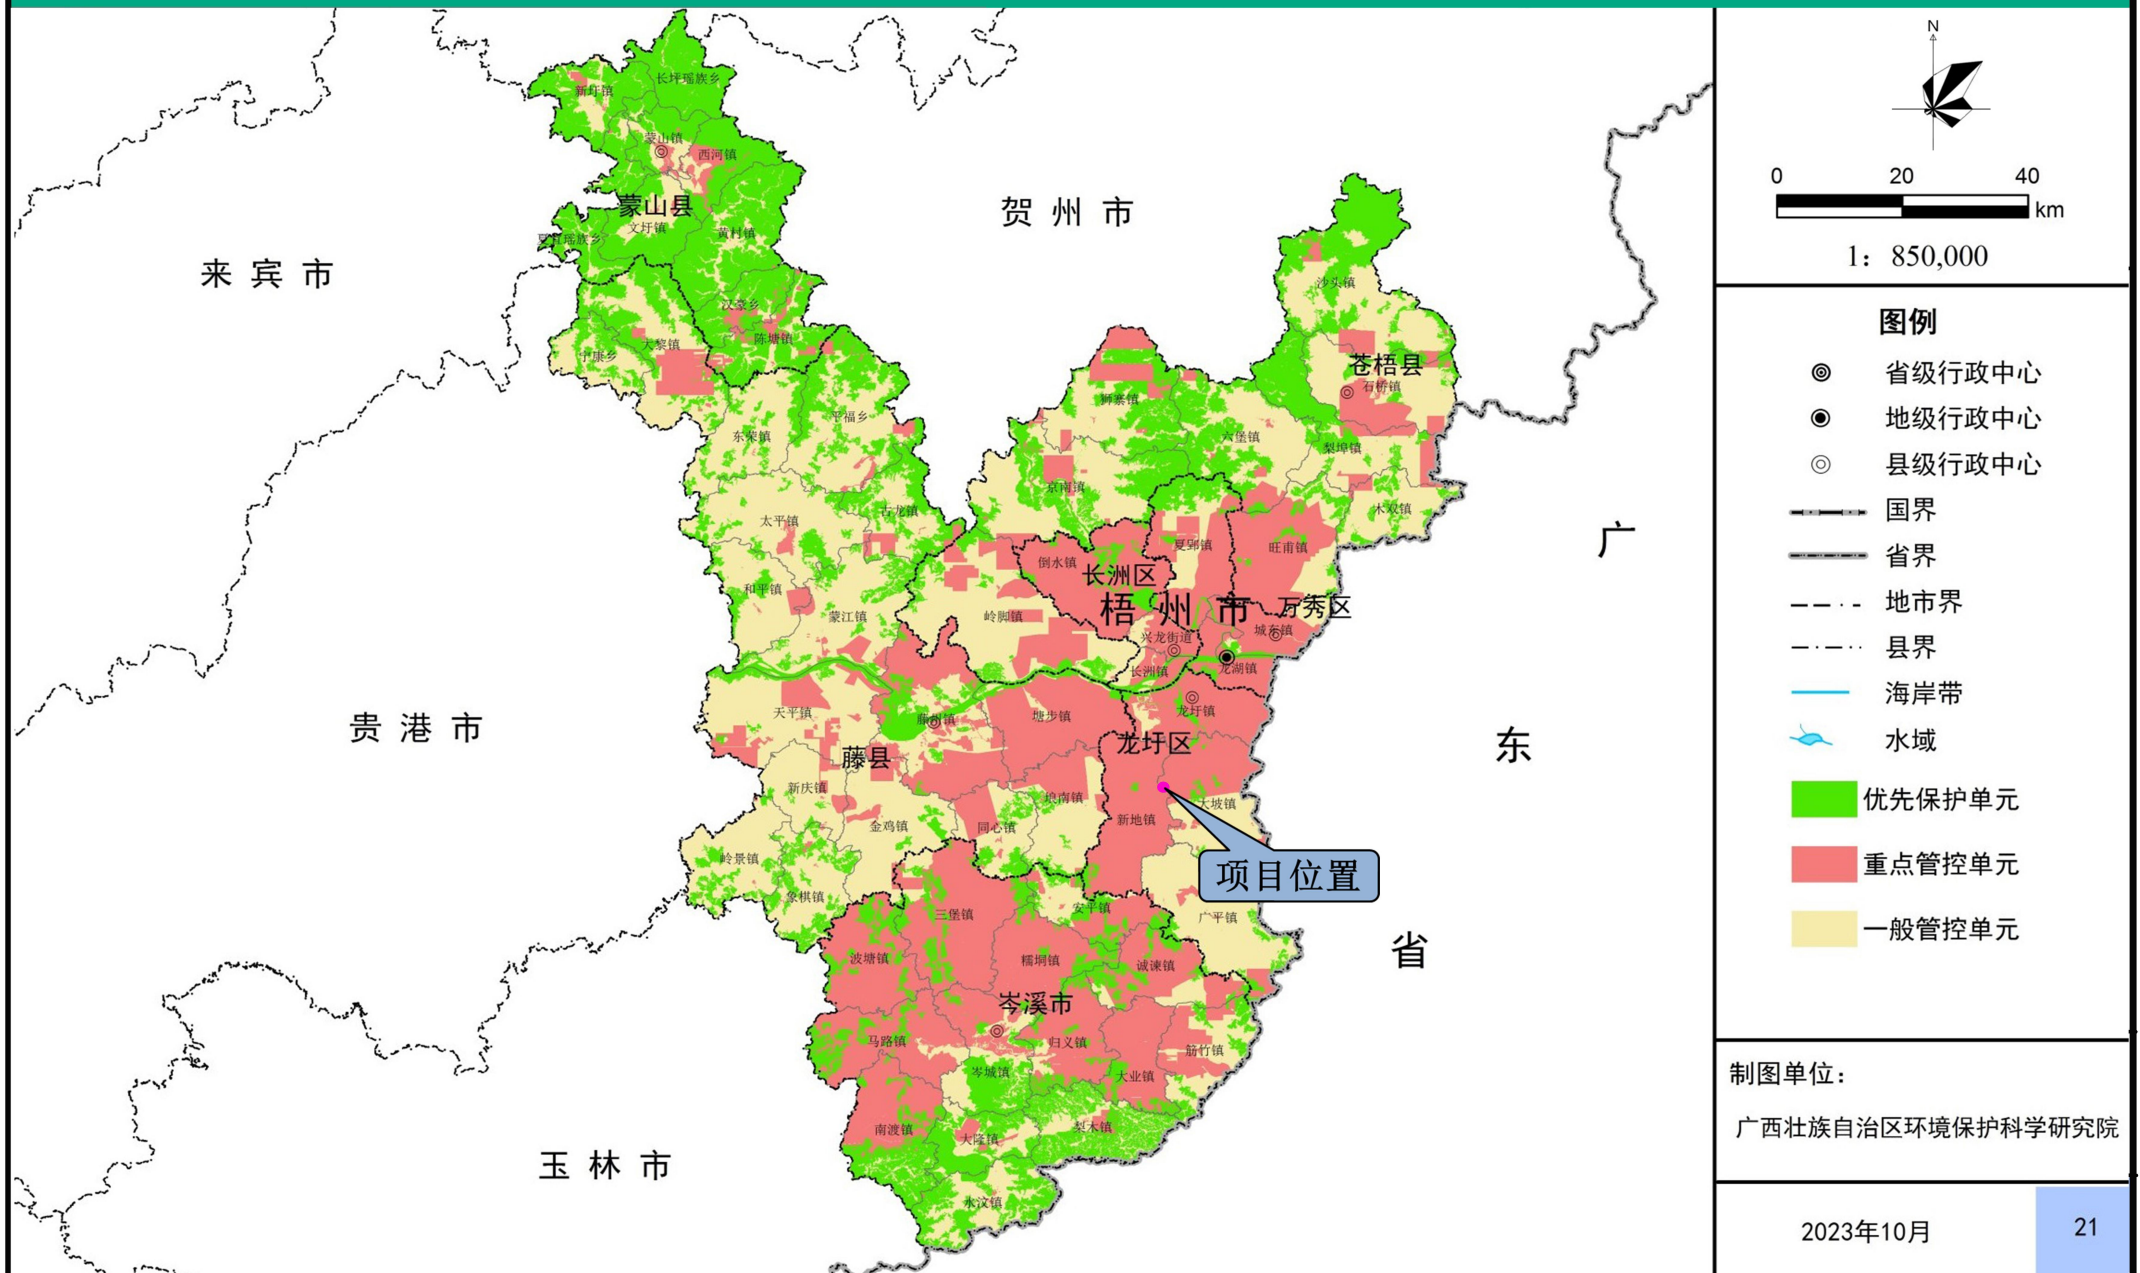 长坪瑶族乡
新圩镇
蒙山镇
西河镇
蒙山县
文圩镇
黄村镇
夏宜瑶族乡
汉豪乡
陈塘镇
大黎镇
宁康乡
东荣镇
平福乡
太平镇
古龙镇
和平镇
蒙江镇
岭脚镇
天平镇
藤州镇
塘步镇
藤县
新庆镇
琅南镇
金鸡镇
同心镇
岭景镇
象棋镇
贺州市
来宾市
贵港市
玉林市
广
东
省
沙头镇
苍梧县
石桥镇
狮寨镇
六堡镇
梨埠镇
京南镇
木双镇
夏郢镇
旺甫镇
倒水镇
长洲区
梧州市
万秀区
城东镇
兴龙街道
长洲镇
龙湖镇
龙圩镇
龙圩区
大坡镇
新地镇
项目位置
广平镇
安平镇
三堡镇
波塘镇
糯垌镇
诚谏镇
岑溪市
马路镇
归义镇
筋竹镇
岑城镇
大业镇
南渡镇
大隆镇
梨木镇
水汶镇
N
0 20 40
km
1：850,000
图例
省级行政中心
地级行政中心
县级行政中心
国界
省界
地市界
县界
海岸带
水域
优先保护单元
重点管控单元
一般管控单元
制图单位：
广西壮族自治区环境保护科学研究院
2023年10月
21